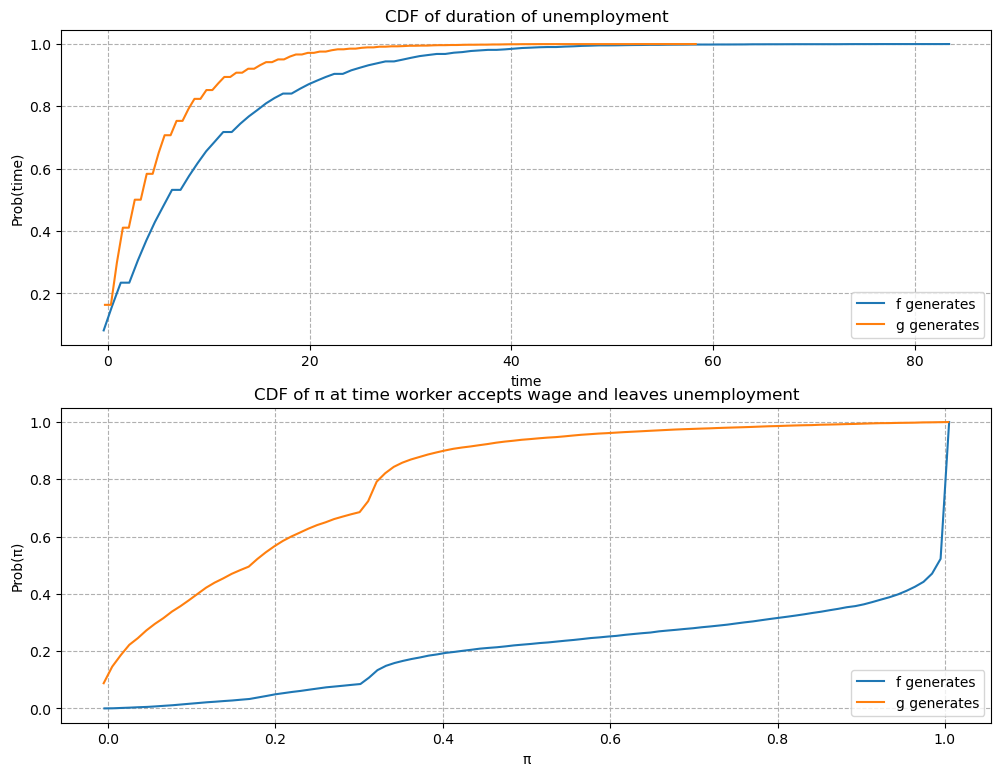 CDF of duration of unemployment
Prob(time)
1.0
0.8
0.6
0.4
0.2
f generates
g generates
0 20 40 60 80
time
CDF of π at time worker accepts wage and leaves unemployment
Prob(π)
1.0
0.8
0.6
0.4
0.2
0.0
f generates
g generates
0.0 0.2 0.4 0.6 0.8 1.0
π